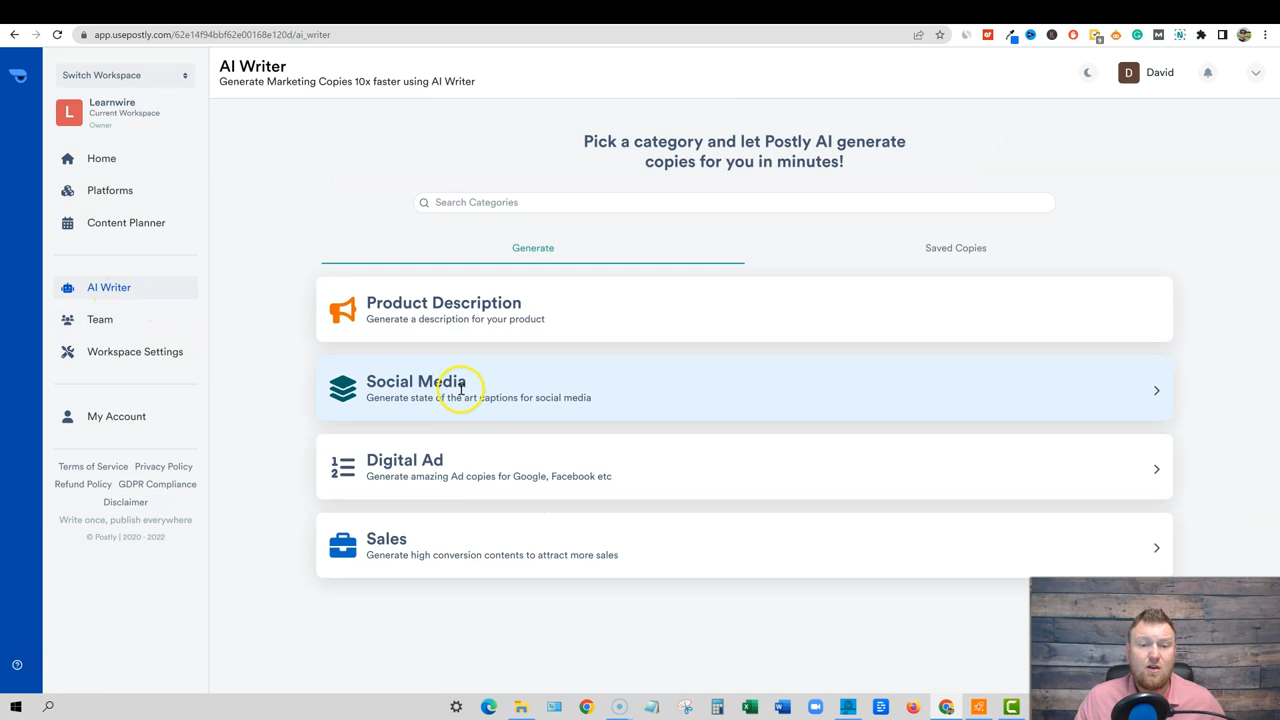 app.usepostly.com/62e14f94bbf62e00168e120d/ai_writer
Switch Workspace
L
Learnwire
Current Workspace
Owner
Home
Platforms
Content Planner
AI Writer
Team
Workspace Settings
My Account
Terms of Service Privacy Policy
Refund Policy GDPR Compliance
Disclaimer
Write once, publish everywhere
© Postly | 2020 - 2022
AI Writer
Generate Marketing Copies 10x faster using AI Writer
D David
Pick a category and let Postly AI generate
copies for you in minutes!
Search Categories
Generate
Saved Copies
Product Description
Generate a description for your product
Social Media
Generate state of the art captions for social media
1
2
Digital Ad
Generate amazing Ad copies for Google, Facebook etc
Sales
Generate high conversion contents to attract more sales